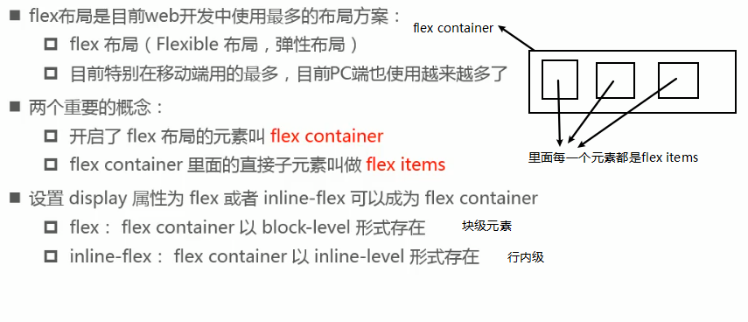 ■ flex布局是目前web开发中使用最多的布局方案：
flex container
flex 布局（Flexible 布局，弹性布局）
目前特别在移动端用的最多，目前PC端也使用越来越多了
■ 两个重要的概念：
开启了 flex 布局的元素叫 flex container
里面每一个元素都是flex items
flex container 里面的直接子元素叫做 flex items
■ 设置 display 属性为 flex 或者 inline-flex 可以成为 flex container
flex： flex container 以 block-level 形式存在 块级元素
inline-flex： flex container 以 inline-level 形式存在 行内级